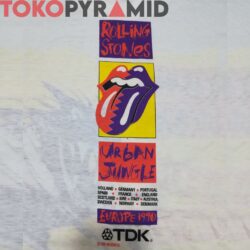 TOKOPYRAMID
ROLLING
STONES
URBAN
JUNGLE
HOLLAND • GERMANY • PORTUGAL
SPAIN • FRANCE • ENGLAND
SCOTLAND • EIRE • ITALY • AUSTRIA
SWEDEN • NORWAY • DENMARK
EUROPE 1990
TDK